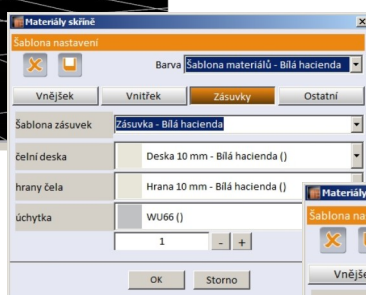 Materiály skříně
Šablona nastavení
Barva Šablona materiálů - Bílá hacienda
Vnějšek Vnitřek Zásuvky Ostatní
Šablona zásuvek Zásuvka - Bílá hacienda
čelní deska Deska 10 mm - Bílá hacienda ()
hrany čela Hrana 10 mm - Bílá hacienda ()
úchytka WU66 ()
1 - +
OK Storno
Materiály
Šablona na
Vnějše